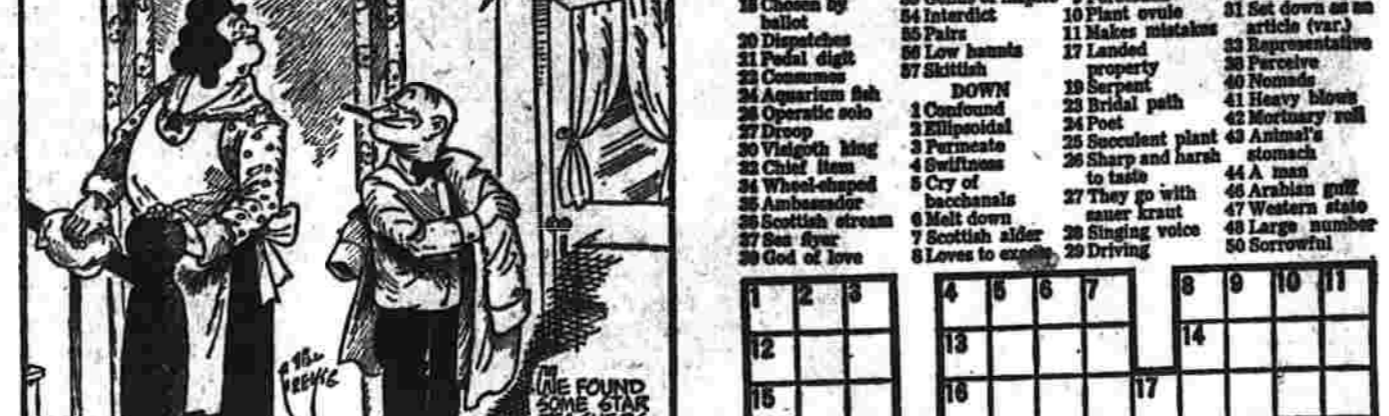 WE FOUND
SOME STAR
18 Chosen by
ballot
20 Dispatches
21 Pedal digit
22 Consumes
24 Aquarium fish
26 Operatic solo
27 Droop
30 Visigoth king
32 Chief item
34 Wheel-shaped
35 Ambassador
36 Scottish stream
37 Sea flyer
39 God of love
54 Interdict
55 Pairs
56 Low haunts
57 Skittish
DOWN
1 Confound
2 Ellipsoidal
3 Permeate
4 Swiftness
5 Cry of
bacchanals
6 Melt down
7 Scottish alder
8 Loves to
10 Plant ovule
11 Makes mistakes
17 Landed
property
19 Serpent
23 Bridal path
24 Poet
25 Succulent plant
26 Sharp and harsh
to taste
27 They go with
sauer kraut
28 Singing voice
29 Driving
31 Set down as an
article (var.)
33 Representative
38 Perceive
40 Nomads
41 Heavy blows
42 Mortuary roll
43 Animal's
stomach
44 A man
46 Arabian gulf
47 Western state
48 Large number
50 Sorrowful
1 2 3 4 5 6 7 8 9 10 11
12 13 14
15 16 17